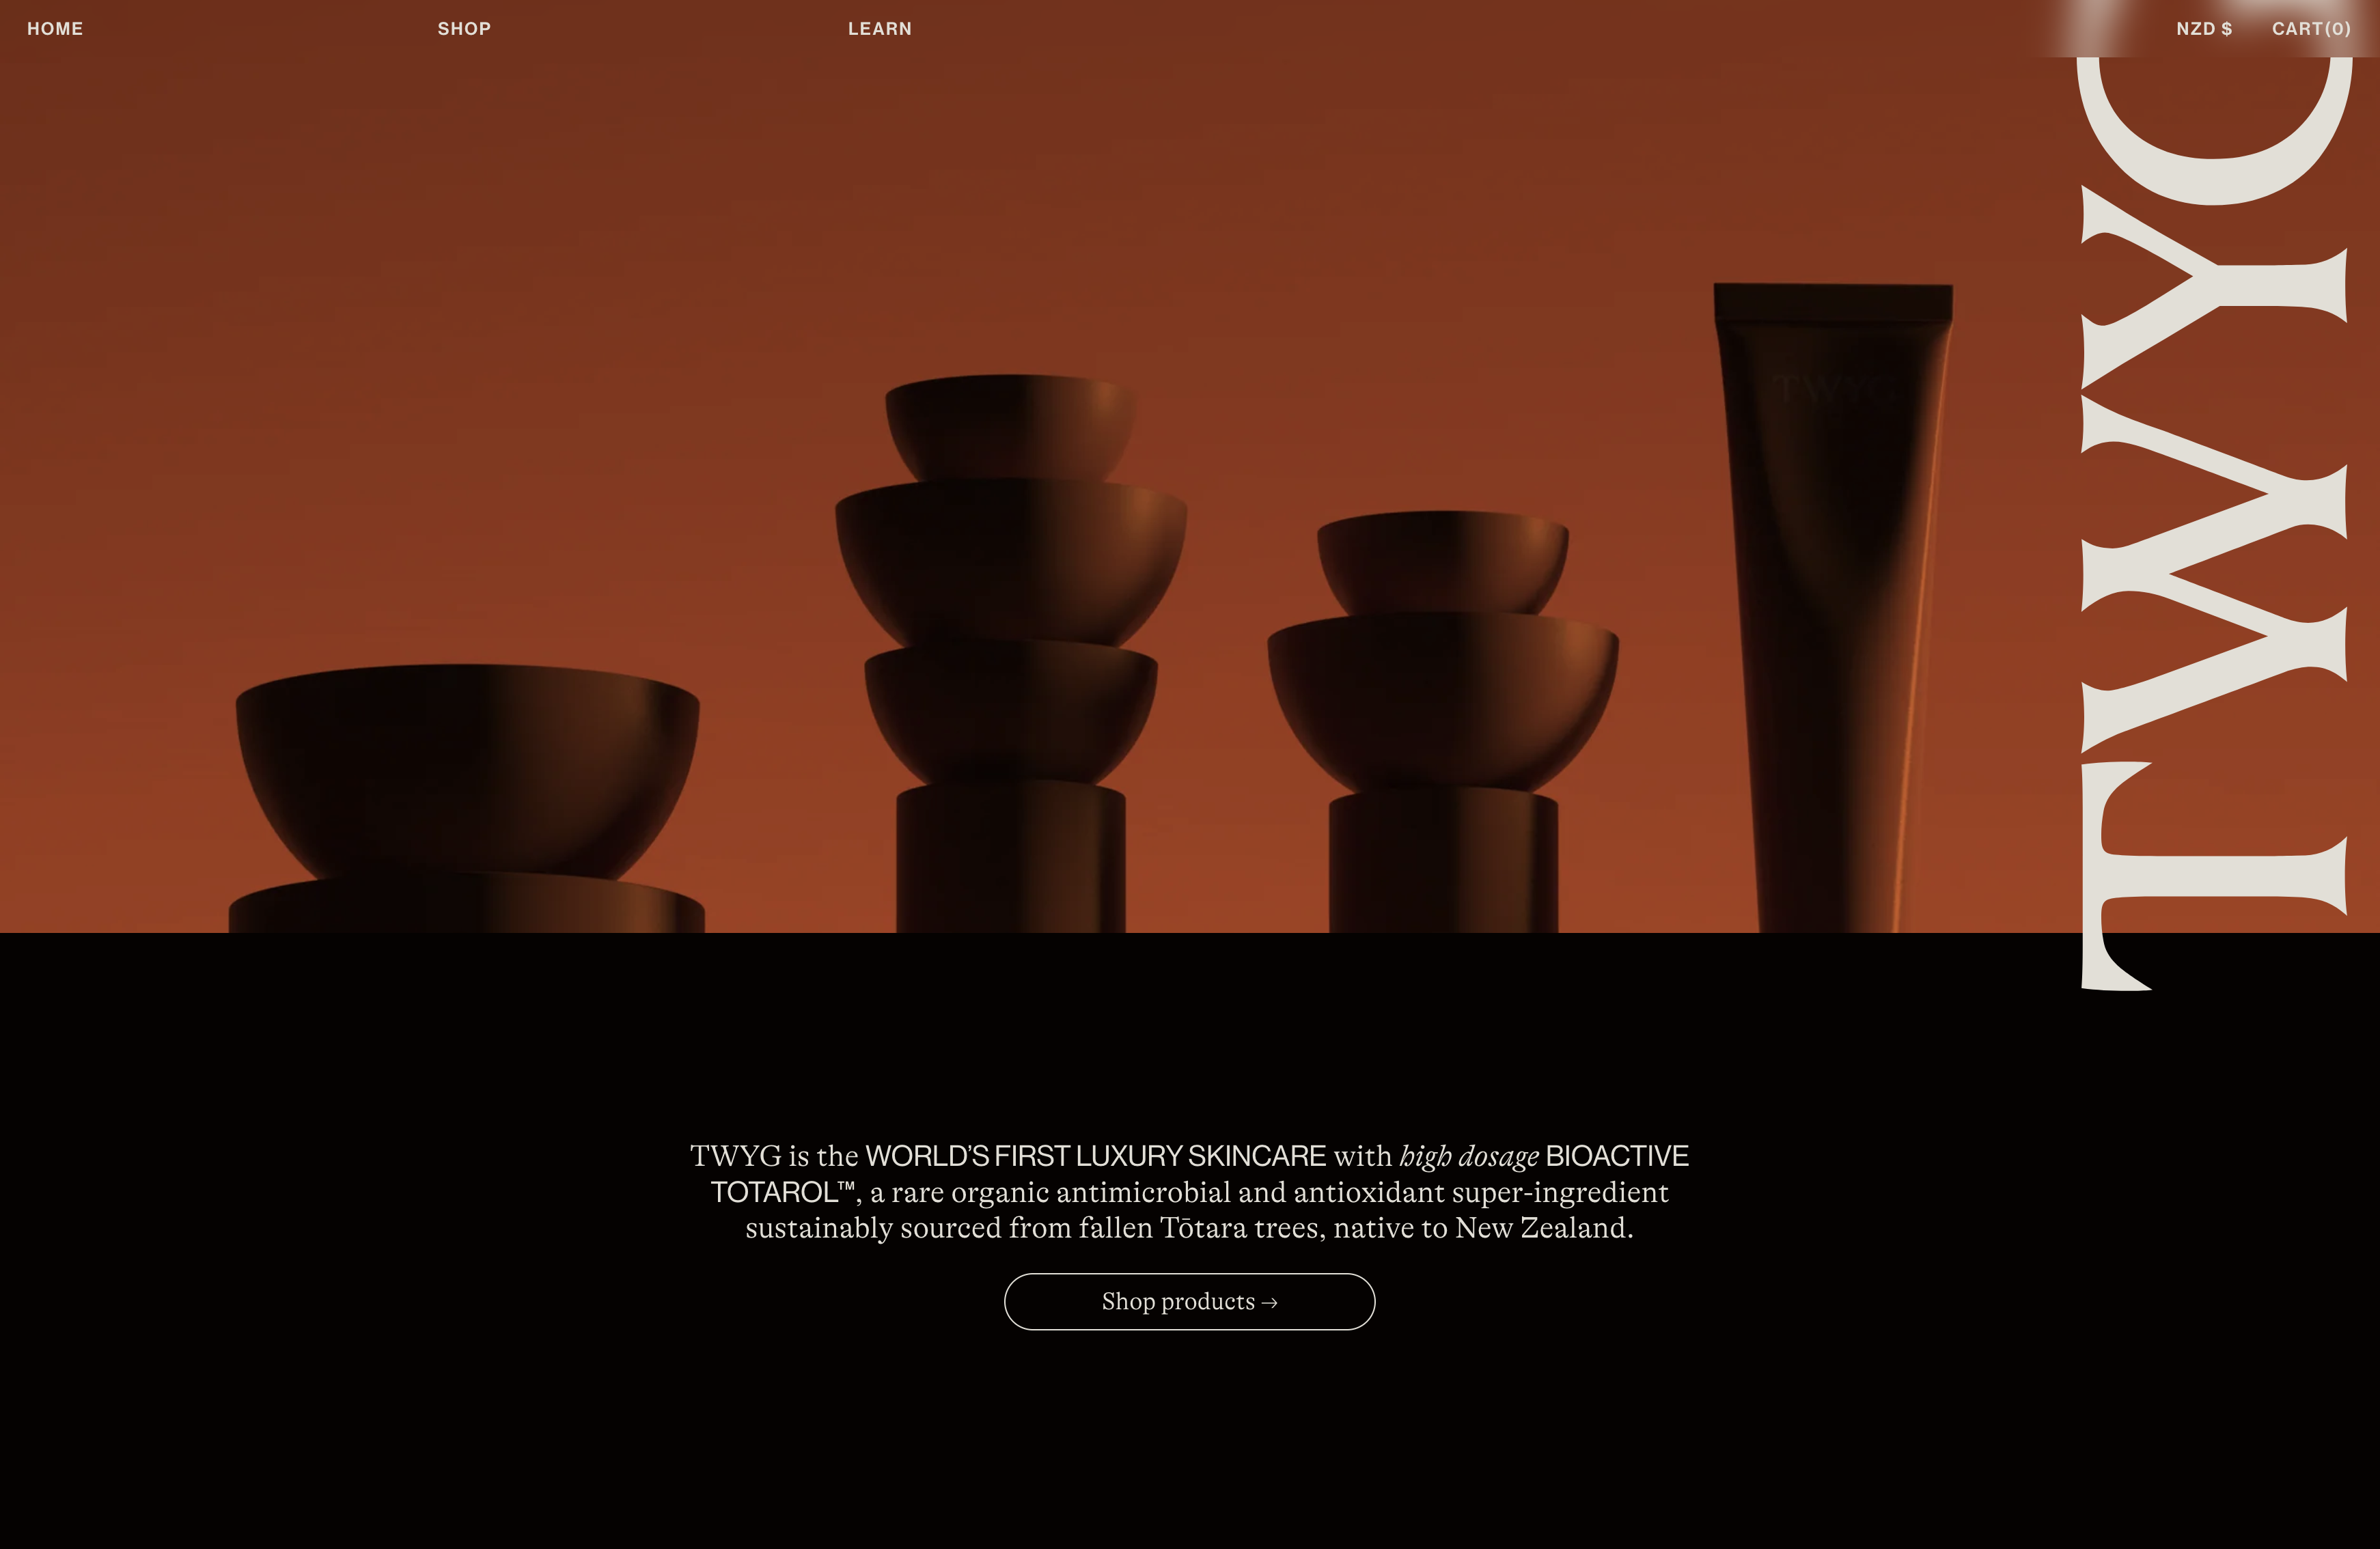 HOME
SHOP
LEARN
NZD $
CART(0)
TWYG
TWYG
TWYG is the WORLD'S FIRST LUXURY SKINCARE with high dosage BIOACTIVE
TOTAROL™, a rare organic antimicrobial and antioxidant super-ingredient
sustainably sourced from fallen Tōtara trees, native to New Zealand.
Shop products →